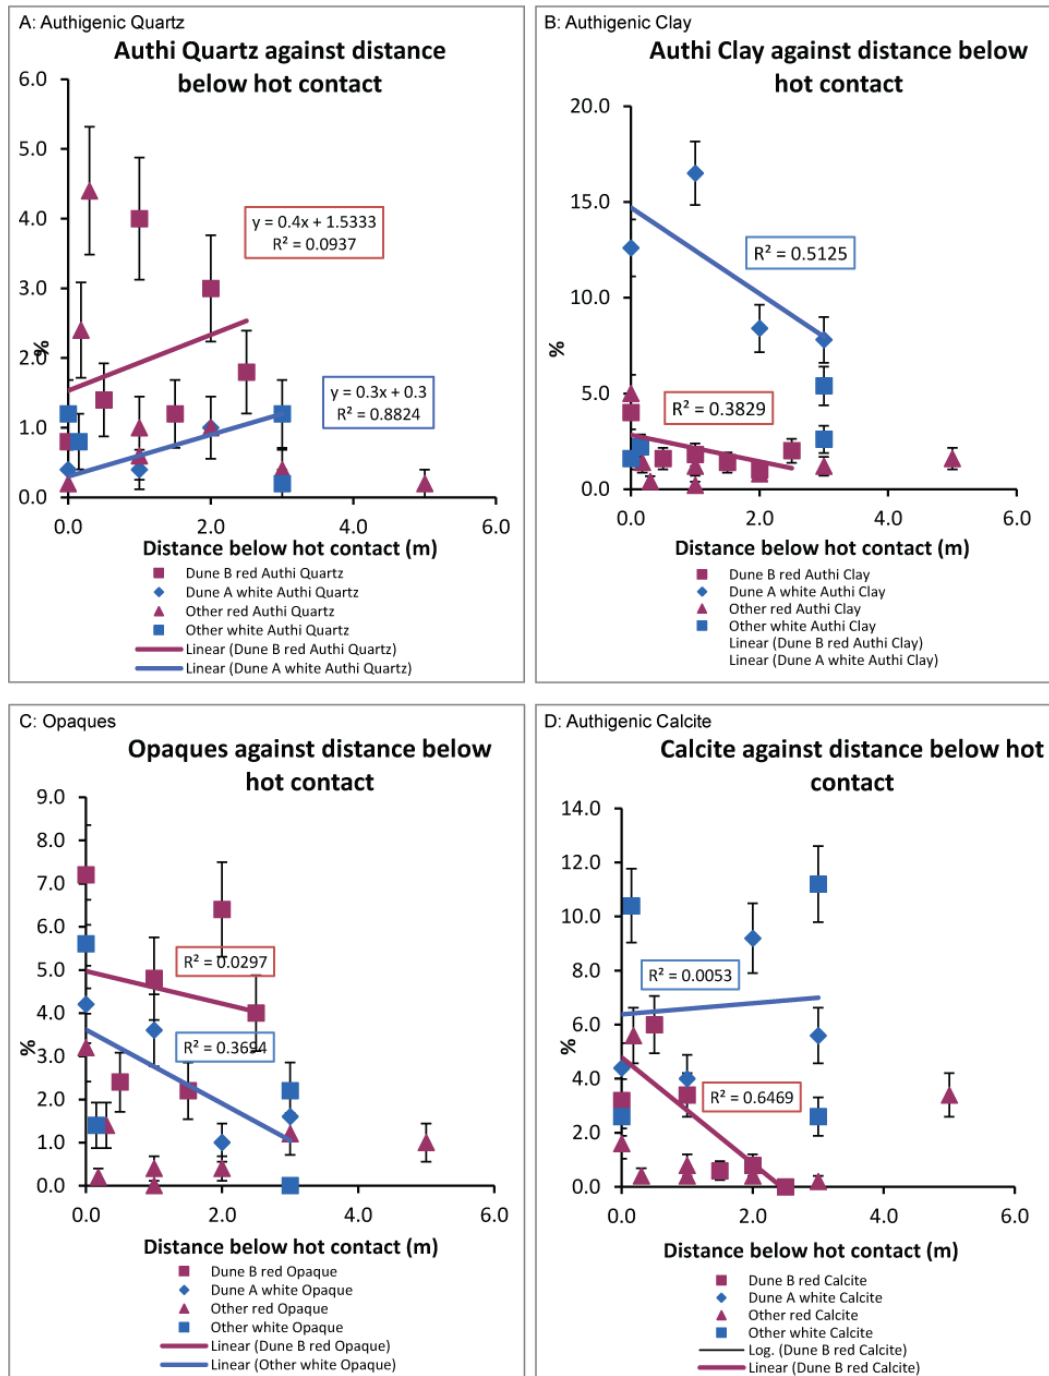 A: Authigenic Quartz
Authi Quartz against distance
below hot contact
6.0
5.0
4.0
3.0
2.0
1.0
0.0
%
y = 0.4x + 1.5333
R² = 0.0937
y = 0.3x + 0.3
R² = 0.8824
0.0 2.0 4.0 6.0
Distance below hot contact (m)
Dune B red Authi Quartz
Dune A white Authi Quartz
Other red Authi Quartz
Other white Authi Quartz
Linear (Dune B red Authi Quartz)
Linear (Dune A white Authi Quartz)
B: Authigenic Clay
Authi Clay against distance below
hot contact
20.0
15.0
10.0
5.0
0.0
%
R² = 0.5125
R² = 0.3829
0.0 2.0 4.0 6.0
Distance below hot contact (m)
Dune B red Authi Clay
Dune A white Authi Clay
Other red Authi Clay
Other white Authi Clay
Linear (Dune B red Authi Clay)
Linear (Dune A white Authi Clay)
C: Opaques
Opaques against distance below
hot contact
9.0
8.0
7.0
6.0
5.0
4.0
3.0
2.0
1.0
0.0
%
R² = 0.0297
R² = 0.3694
0.0 2.0 4.0 6.0
Distance below hot contact (m)
Dune B red Opaque
Dune A white Opaque
Other red Opaque
Other white Opaque
Linear (Dune B red Opaque)
Linear (Other white Opaque)
D: Authigenic Calcite
Calcite against distance below hot
contact
14.0
12.0
10.0
8.0
6.0
4.0
2.0
0.0
%
R² = 0.0053
R² = 0.6469
0.0 2.0 4.0 6.0
Distance below hot contact (m)
Dune B red Calcite
Dune A white Calcite
Other red Calcite
Other white Calcite
Log. (Dune B red Calcite)
Linear (Dune B red Calcite)